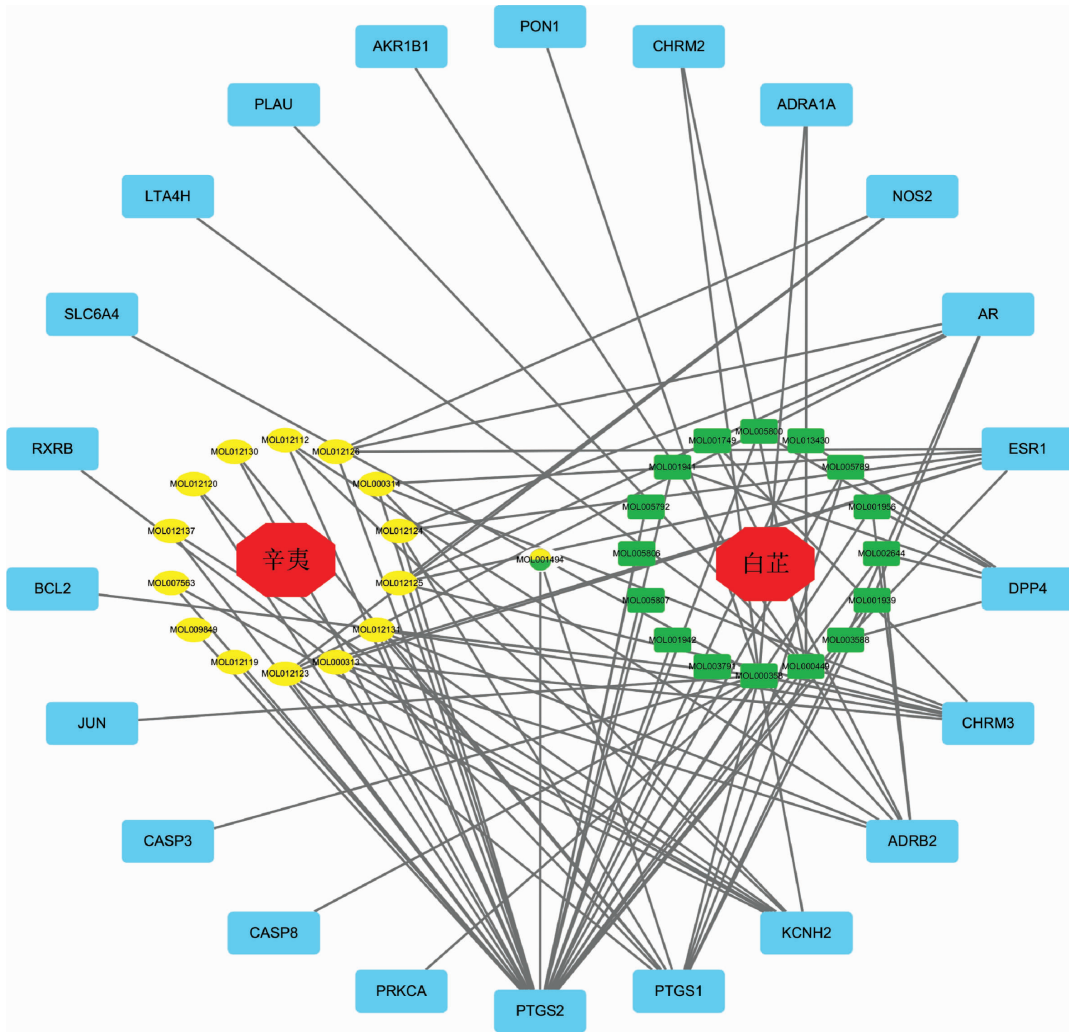 PON1
AKR1B1
CHRM2
PLAU
ADRA1A
LTA4H
NOS2
SLC6A4
AR
RXRB
ESR1
BCL2
DPP4
JUN
CHRM3
CASP3
ADRB2
CASP8
KCNH2
PRKCA
PTGS2
PTGS1
MOL012112
MOL012130
MOL012126
MOL012120
MOL000314
MOL012137
MOL012124
MOL007563
MOL012125
MOL009849
MOL012131
MOL012119
MOL012123
MOL000313
辛夷
MOL001494
MOL005800
MOL001749
MOL013430
MOL001941
MOL005789
MOL005792
MOL001956
MOL005806
MOL002644
MOL005807
MOL001939
MOL001942
MOL003588
MOL003791
MOL000358
MOL000449
白芷